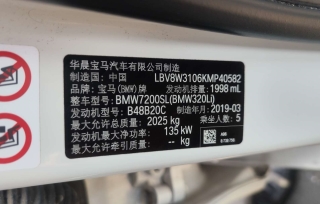 华晨宝马汽车有限公司制造
制造国：中国 LBV8W3106KMP40582
品牌：宝马(BMW)牌 发动机排量：1998 mL
整车型号：BMW7200SL(BMW320Li)
发动机型号：B48B20C 制造年月：2019-03
最大允许总质量：2025 kg 乘坐人数：5
发动机最大净功率：135 kW
最大允许牵引质量：-- kg